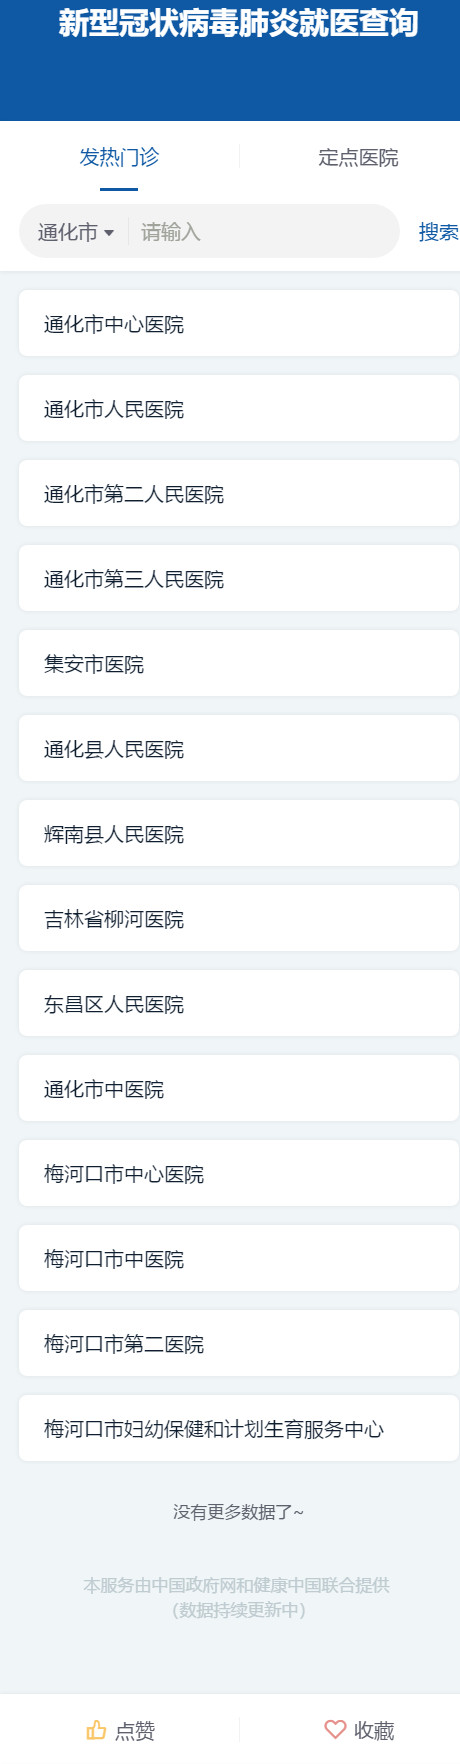 新型冠状病毒肺炎就医查询
发热门诊
定点医院
通化市
请输入
搜索
通化市中心医院
通化市人民医院
通化市第二人民医院
通化市第三人民医院
集安市医院
通化县人民医院
辉南县人民医院
吉林省柳河医院
东昌区人民医院
通化市中医院
梅河口市中心医院
梅河口市中医院
梅河口市第二医院
梅河口市妇幼保健和计划生育服务中心
没有更多数据了~
本服务由中国政府网和健康中国联合提供
（数据持续更新中）
点赞
收藏